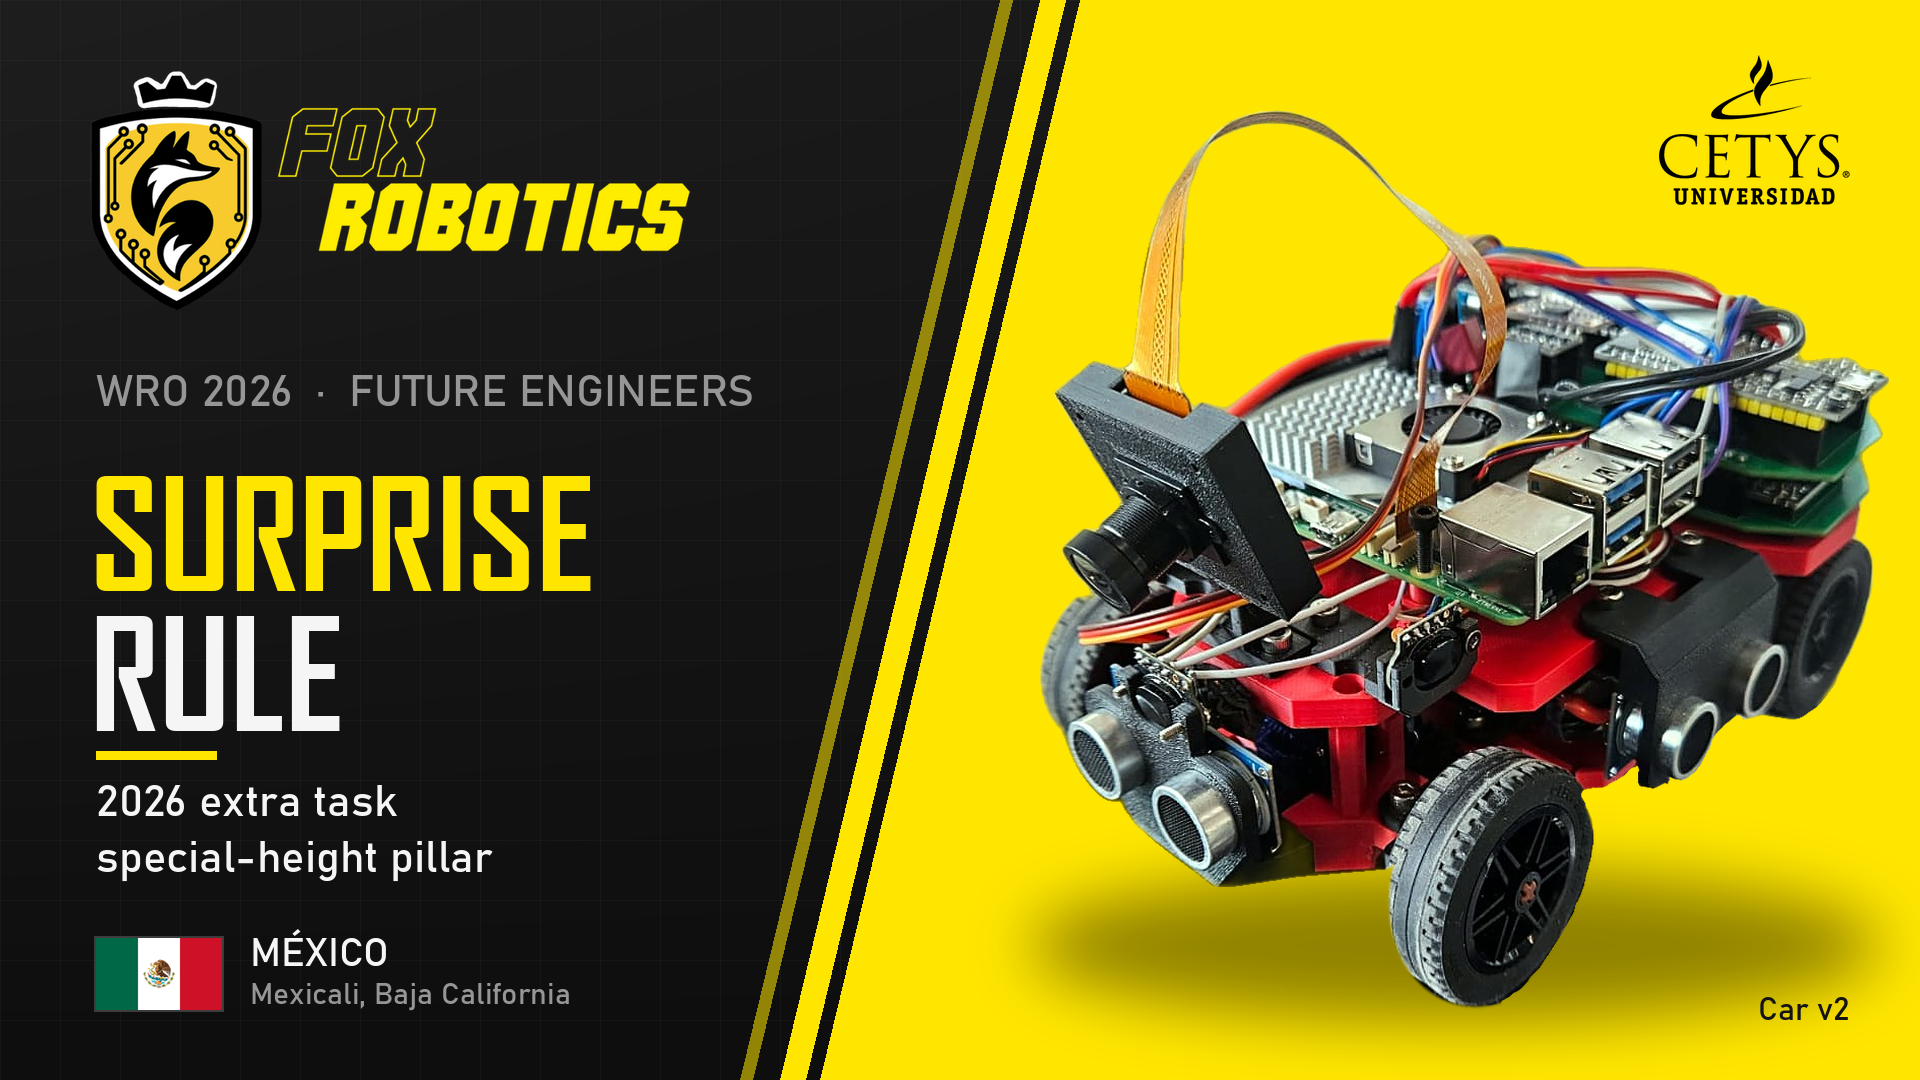 FOX
ROBOTICS
WRO 2026 · FUTURE ENGINEERS
SURPRISE
RULE
2026 extra task
special-height pillar
MÉXICO
Mexicali, Baja California
CETYS®
UNIVERSIDAD
Car v2